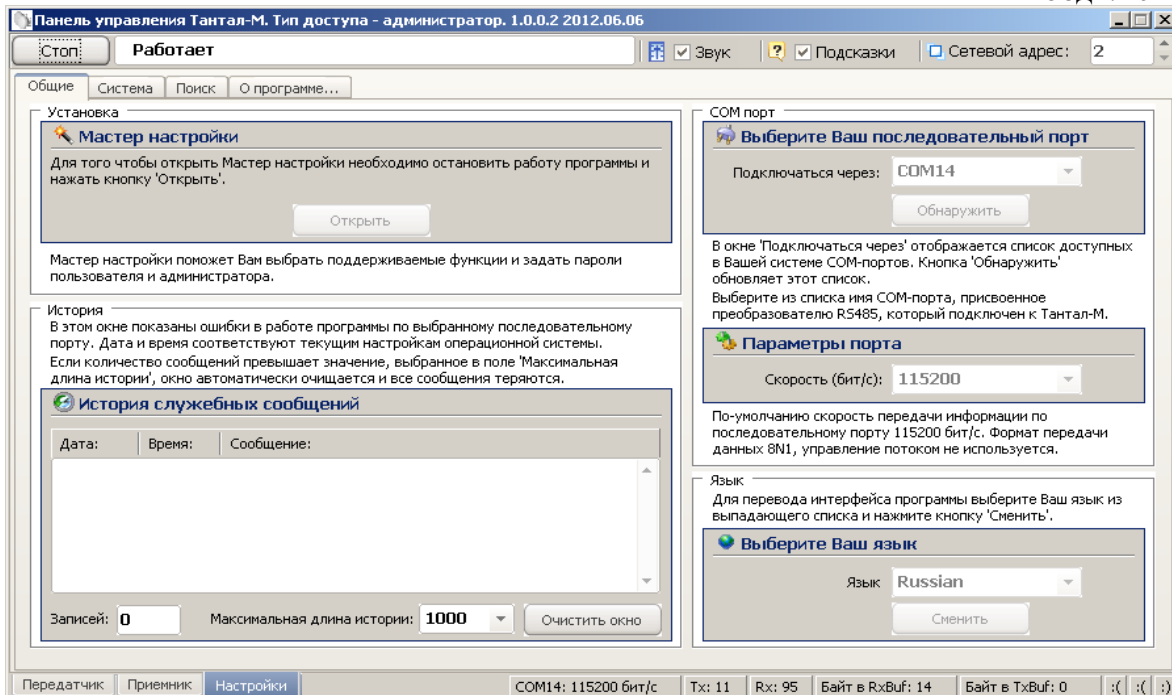 Панель управления Тантал-М. Тип доступа - администратор. 1.0.0.2 2012.06.06
Стоп Работает Звук Подсказки Сетевой адрес: 2
Общие Система Поиск О программе...
Установка
Мастер настройки
Для того чтобы открыть Мастер настройки необходимо остановить работу программы и
нажать кнопку 'Открыть'.
Открыть
Мастер настройки поможет Вам выбрать поддерживаемые функции и задать пароли
пользователя и администратора.
История
В этом окне показаны ошибки в работе программы по выбранному последовательному
порту. Дата и время соответствуют текущим настройкам операционной системы.
Если количество сообщений превышает значение, выбранное в поле 'Максимальная
длина истории', окно автоматически очищается и все сообщения теряются.
История служебных сообщений
Дата: Время: Сообщение:
Записей: 0 Максимальная длина истории: 1000 Очистить окно
COM порт
Выберите Ваш последовательный порт
Подключаться через: COM14
Обнаружить
В окне 'Подключаться через' отображается список доступных
в Вашей системе COM-портов. Кнопка 'Обнаружить'
обновляет этот список.
Выберите из списка имя COM-порта, присвоенное
преобразователю RS485, который подключен к Тантал-М.
Параметры порта
Скорость (бит/с): 115200
По-умолчанию скорость передачи информации по
последовательному порту 115200 бит/с. Формат передачи
данных 8N1, управление потоком не используется.
Язык
Для перевода интерфейса программы выберите Ваш язык из
выпадающего списка и нажмите кнопку 'Сменить'.
Выберите Ваш язык
Язык Russian
Сменить
Передатчик Приемник Настройки COM14: 115200 бит/с Tx: 11 Rx: 95 Байт в RxBuf: 14 Байт в TxBuf: 0 :( :( :)